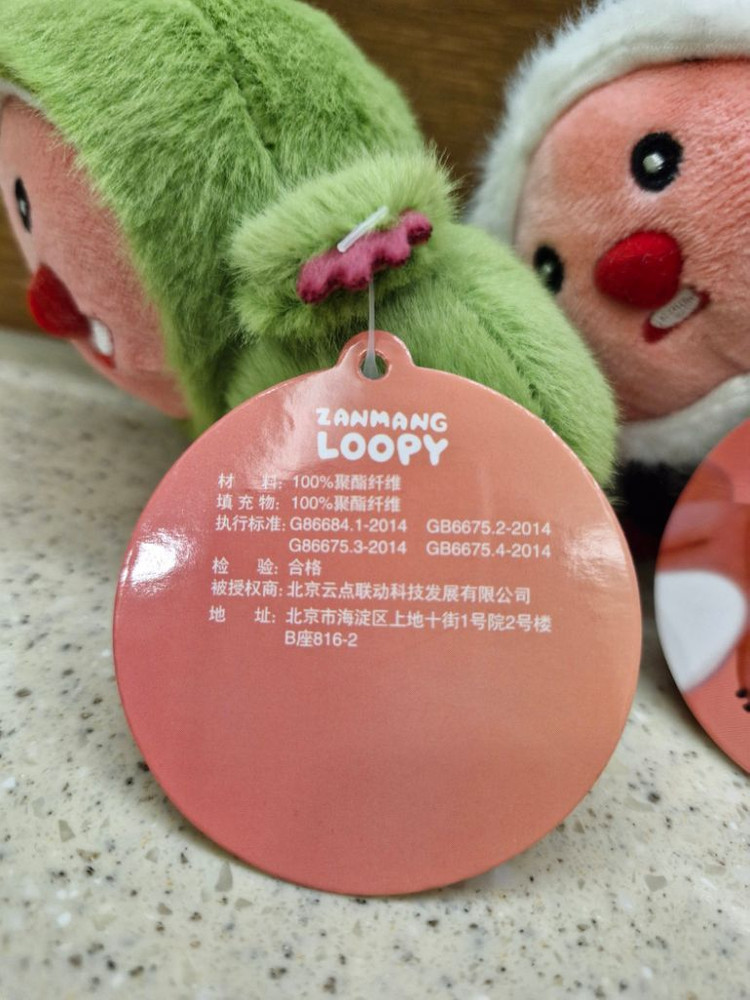 ZANMANG
LOOPY
材 料: 100%聚酯纤维
填充物: 100%聚酯纤维
执行标准: G86684.1-2014 GB6675.2-2014
G86675.3-2014 GB6675.4-2014
检 验: 合格
被授权商: 北京云点联动科技发展有限公司
地 址: 北京市海淀区上地十街1号院2号楼
B座816-2